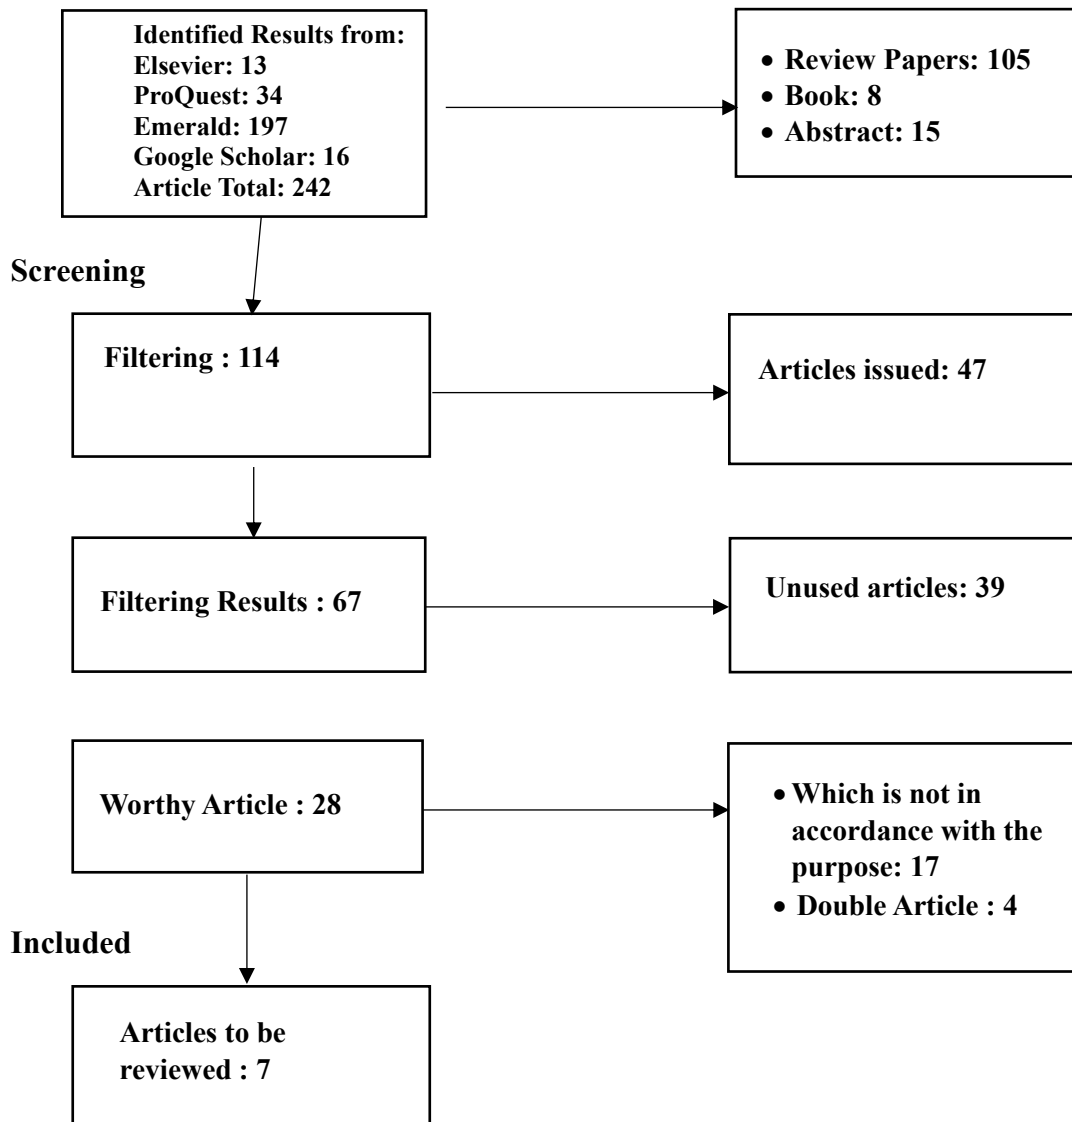 Identified Results from:
Elsevier: 13
ProQuest: 34
Emerald: 197
Google Scholar: 16
Article Total: 242
• Review Papers: 105
• Book: 8
• Abstract: 15
Screening
Filtering : 114
Articles issued: 47
Filtering Results : 67
Unused articles: 39
Worthy Article : 28
• Which is not in
accordance with the
purpose: 17
• Double Article : 4
Included
Articles to be
reviewed : 7